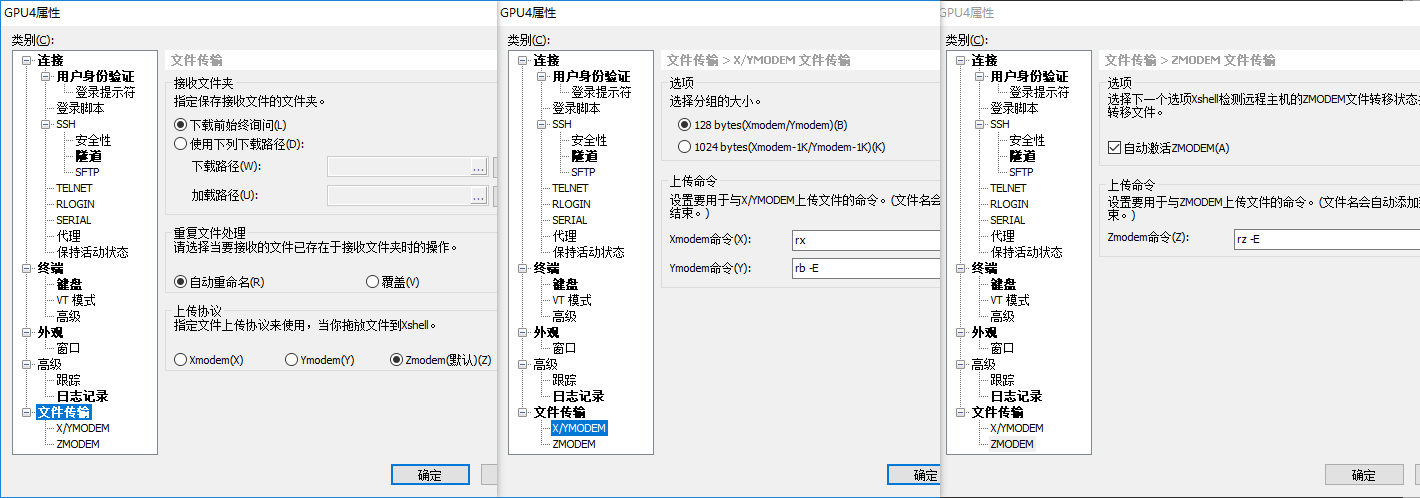 GPU4属性
类别(C):
连接
用户身份验证
登录提示符
登录脚本
SSH
安全性
隧道
SFTP
TELNET
RLOGIN
SERIAL
代理
保持活动状态
终端
键盘
VT 模式
高级
外观
窗口
高级
跟踪
日志记录
文件传输
X/YMODEM
ZMODEM
文件传输
接收文件夹
指定保存接收文件的文件夹。
下载前始终询问(L)
使用下列下载路径(D):
下载路径(W):
...
加载路径(U):
...
重复文件处理
请选择当要接收的文件已存在于接收文件夹时的操作。
自动重命名(R) 覆盖(V)
上传协议
指定文件上传协议来使用，当你拖放文件到Xshell。
Xmodem(X) Ymodem(Y) Zmodem(默认)(Z)
确定
GPU4属性
类别(C):
连接
用户身份验证
登录提示符
登录脚本
SSH
安全性
隧道
SFTP
TELNET
RLOGIN
SERIAL
代理
保持活动状态
终端
键盘
VT 模式
高级
外观
窗口
高级
跟踪
日志记录
文件传输
X/YMODEM
ZMODEM
文件传输 > X/YMODEM 文件传输
选项
选择分组的大小。
128 bytes(Xmodem/Ymodem)(B)
1024 bytes(Xmodem-1K/Ymodem-1K)(K)
上传命令
设置要用于与X/YMODEM上传文件的命令。(文件名会
结束。)
Xmodem命令(X): rx
Ymodem命令(Y): rb -E
确定
GPU4属性
类别(C):
连接
用户身份验证
登录提示符
登录脚本
SSH
安全性
隧道
SFTP
TELNET
RLOGIN
SERIAL
代理
保持活动状态
终端
键盘
VT 模式
高级
外观
窗口
高级
跟踪
日志记录
文件传输
X/YMODEM
ZMODEM
文件传输 > ZMODEM 文件传输
选项
选择下一个选项Xshell检测远程主机的ZMODEM文件转移状态
转移文件。
自动激活ZMODEM(A)
上传命令
设置要用于与ZMODEM上传文件的命令。(文件名会自动添加
束。)
Zmodem命令(Z): rz -E
确定